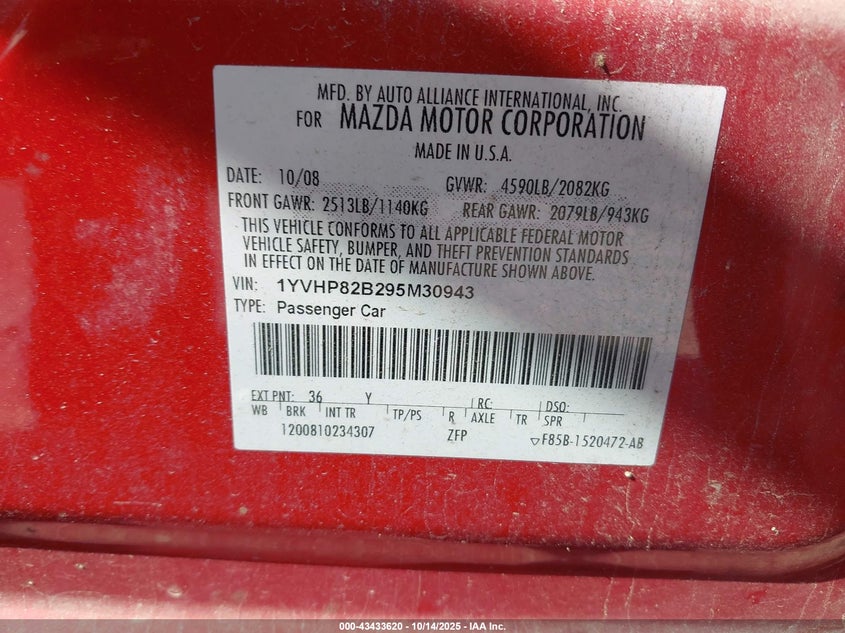 MFD. BY AUTO ALLIANCE INTERNATIONAL, INC.
FOR MAZDA MOTOR CORPORATION
MADE IN U.S.A.
DATE: 10/08 GVWR: 4590LB/2082KG
FRONT GAWR: 2513LB/1140KG REAR GAWR: 2079LB/943KG
THIS VEHICLE CONFORMS TO ALL APPLICABLE FEDERAL MOTOR
VEHICLE SAFETY, BUMPER, AND THEFT PREVENTION STANDARDS
IN EFFECT ON THE DATE OF MANUFACTURE SHOWN ABOVE.
VIN: 1YVHP82B295M30943
TYPE: Passenger Car
EXT PNT: 36 Y RC: DSO:
WB BRK INT TR TP/PS R AXLE TR SPR
1200810234307 ZFP ▽F85B-1520472-AB
000-43433620 - 10/14/2025 - IAA Inc.